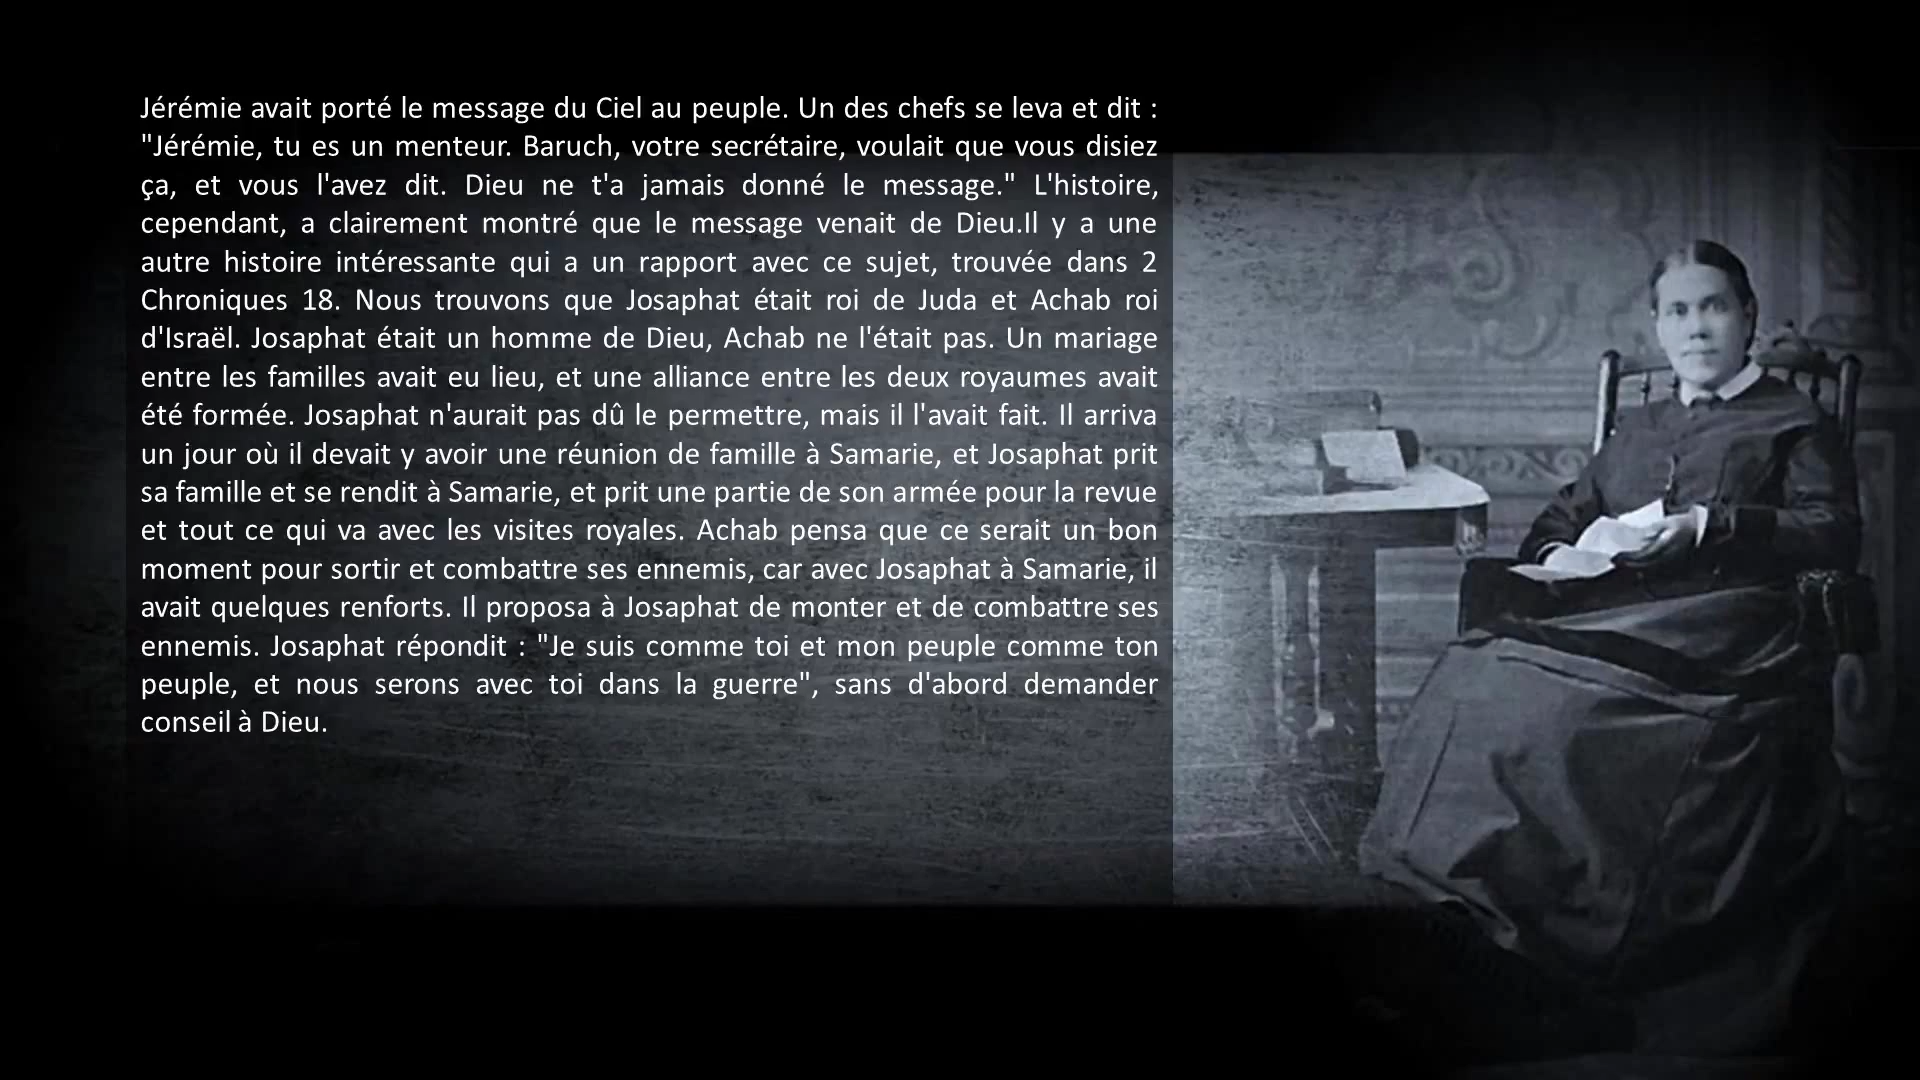 Jérémie avait porté le message du Ciel au peuple. Un des chefs se leva et dit :
"Jérémie, tu es un menteur. Baruch, votre secrétaire, voulait que vous disiez
ça, et vous l'avez dit. Dieu ne t'a jamais donné le message." L'histoire,
cependant, a clairement montré que le message venait de Dieu.Il y a une
autre histoire intéressante qui a un rapport avec ce sujet, trouvée dans 2
Chroniques 18. Nous trouvons que Josaphat était roi de Juda et Achab roi
d'Israël. Josaphat était un homme de Dieu, Achab ne l'était pas. Un mariage
entre les familles avait eu lieu, et une alliance entre les deux royaumes avait
été formée. Josaphat n'aurait pas dû le permettre, mais il l'avait fait. Il arriva
un jour où il devait y avoir une réunion de famille à Samarie, et Josaphat prit
sa famille et se rendit à Samarie, et prit une partie de son armée pour la revue
et tout ce qui va avec les visites royales. Achab pensa que ce serait un bon
moment pour sortir et combattre ses ennemis, car avec Josaphat à Samarie, il
avait quelques renforts. Il proposa à Josaphat de monter et de combattre ses
ennemis. Josaphat répondit : "Je suis comme toi et mon peuple comme ton
peuple, et nous serons avec toi dans la guerre", sans d'abord demander
conseil à Dieu.